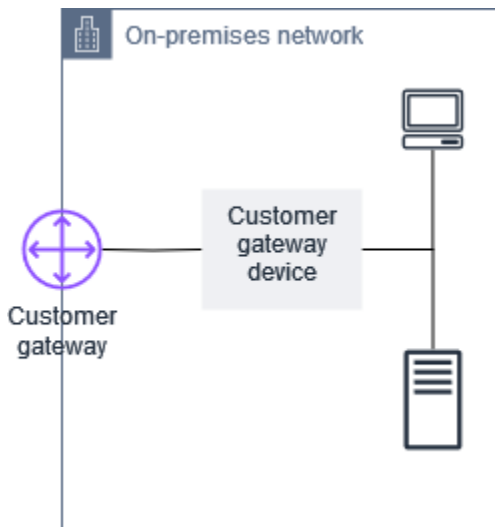 On-premises network
Customer
gateway
device
Customer
gateway